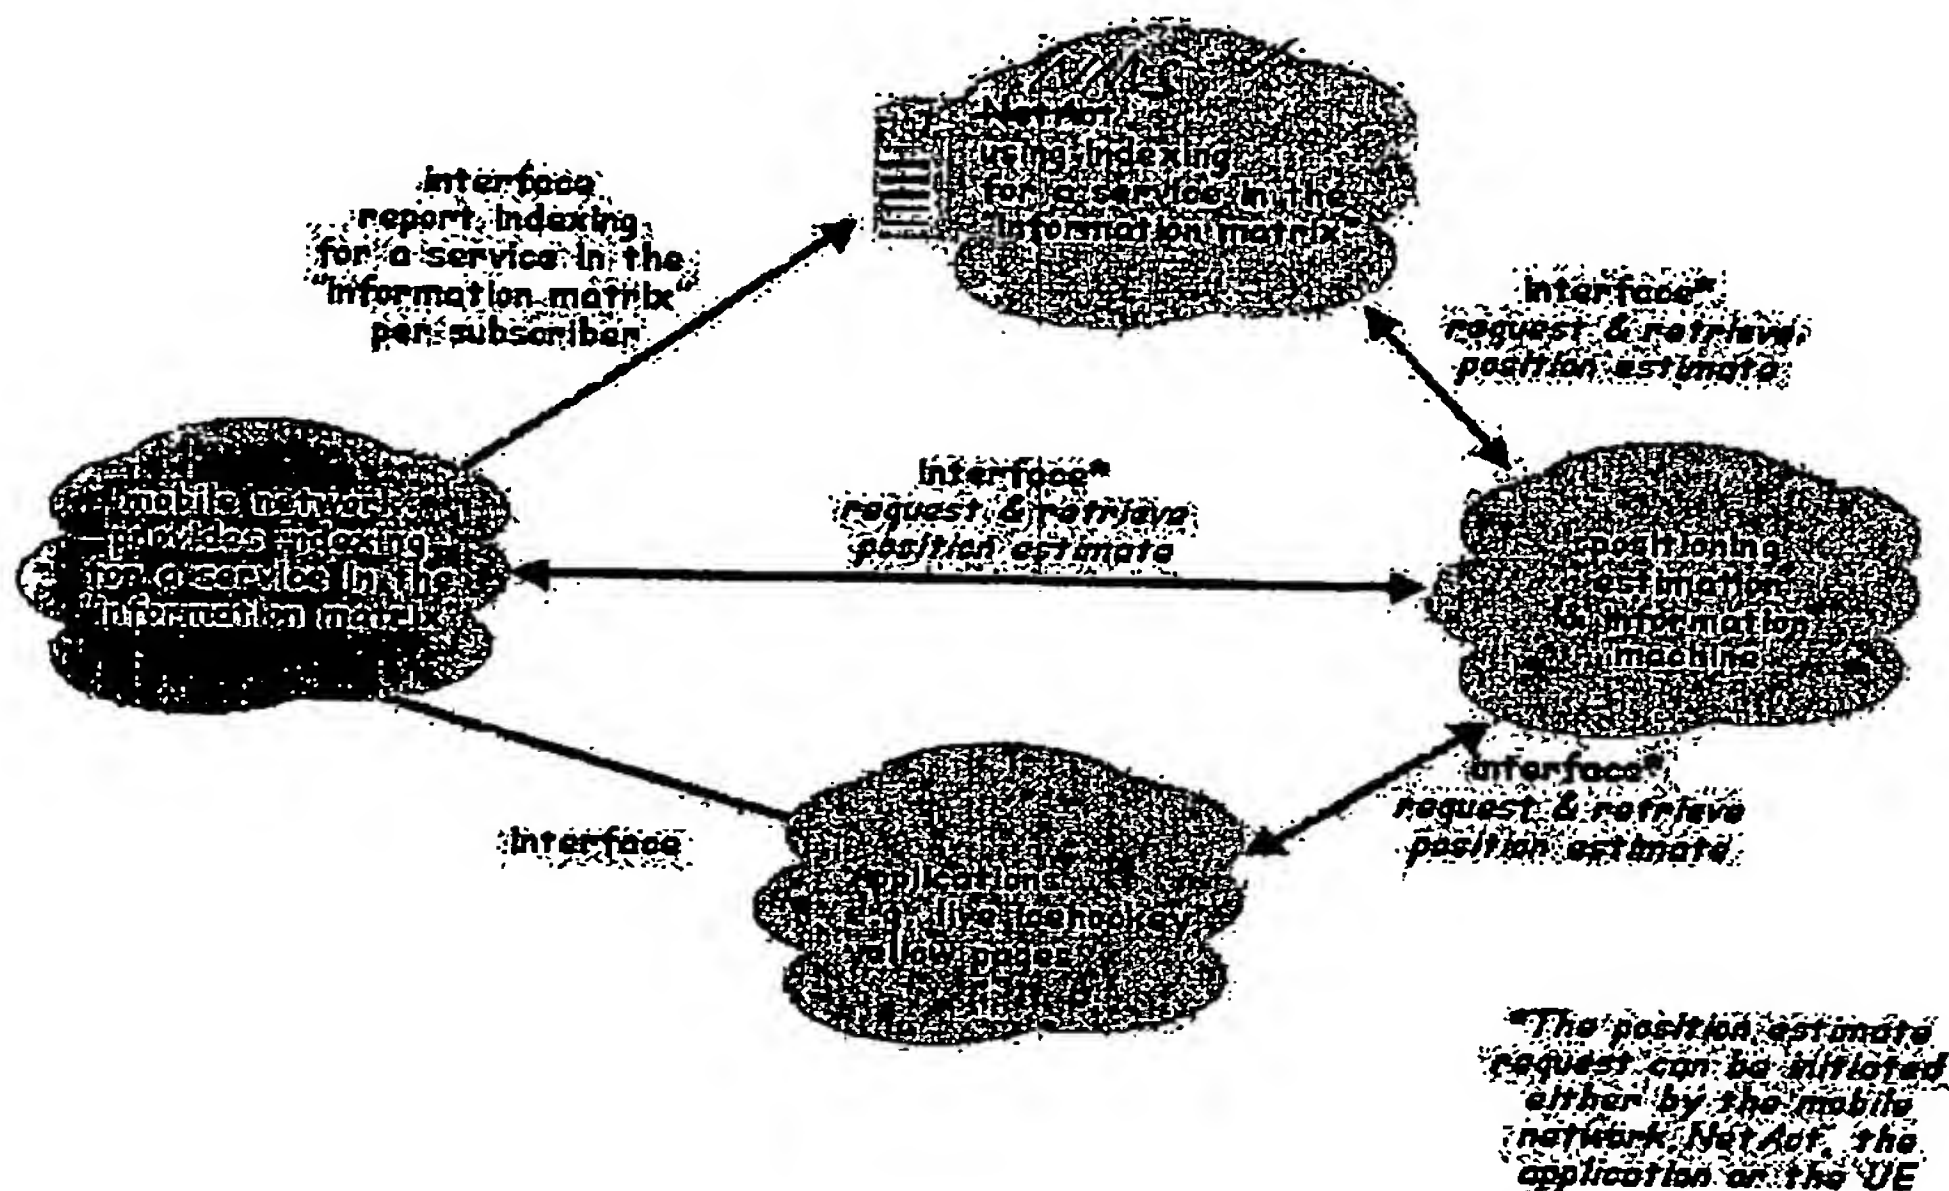 NetAct
using indexing
for a service in the
"information matrix"
interface
report indexing
for a service in the
"information matrix"
per subscriber
interface*
request & retrieve
position estimate
mobile network
provides indexing
for a service in the
information matrix
interface*
request & retrieve
position estimate
positioning
estimation
& information
machine
interface*
request & retrieve
position estimate
interface
applications
e.g. live icehockey
yellow pages
*The position estimate
request can be initiated
either by the mobile
network, NetAct, the
application or the UE